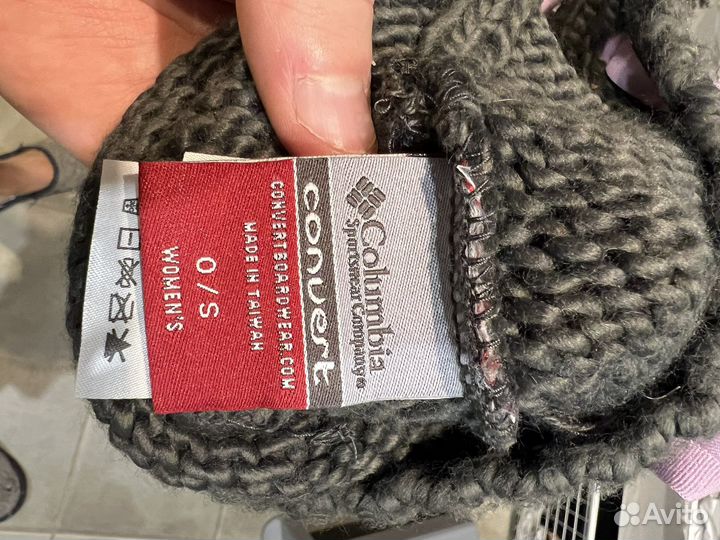 Columbia
Sportswear Company®
convert
CONVERTBOARDWEAR.COM
MADE IN TAIWAN
O/S
WOMEN'S
Avito